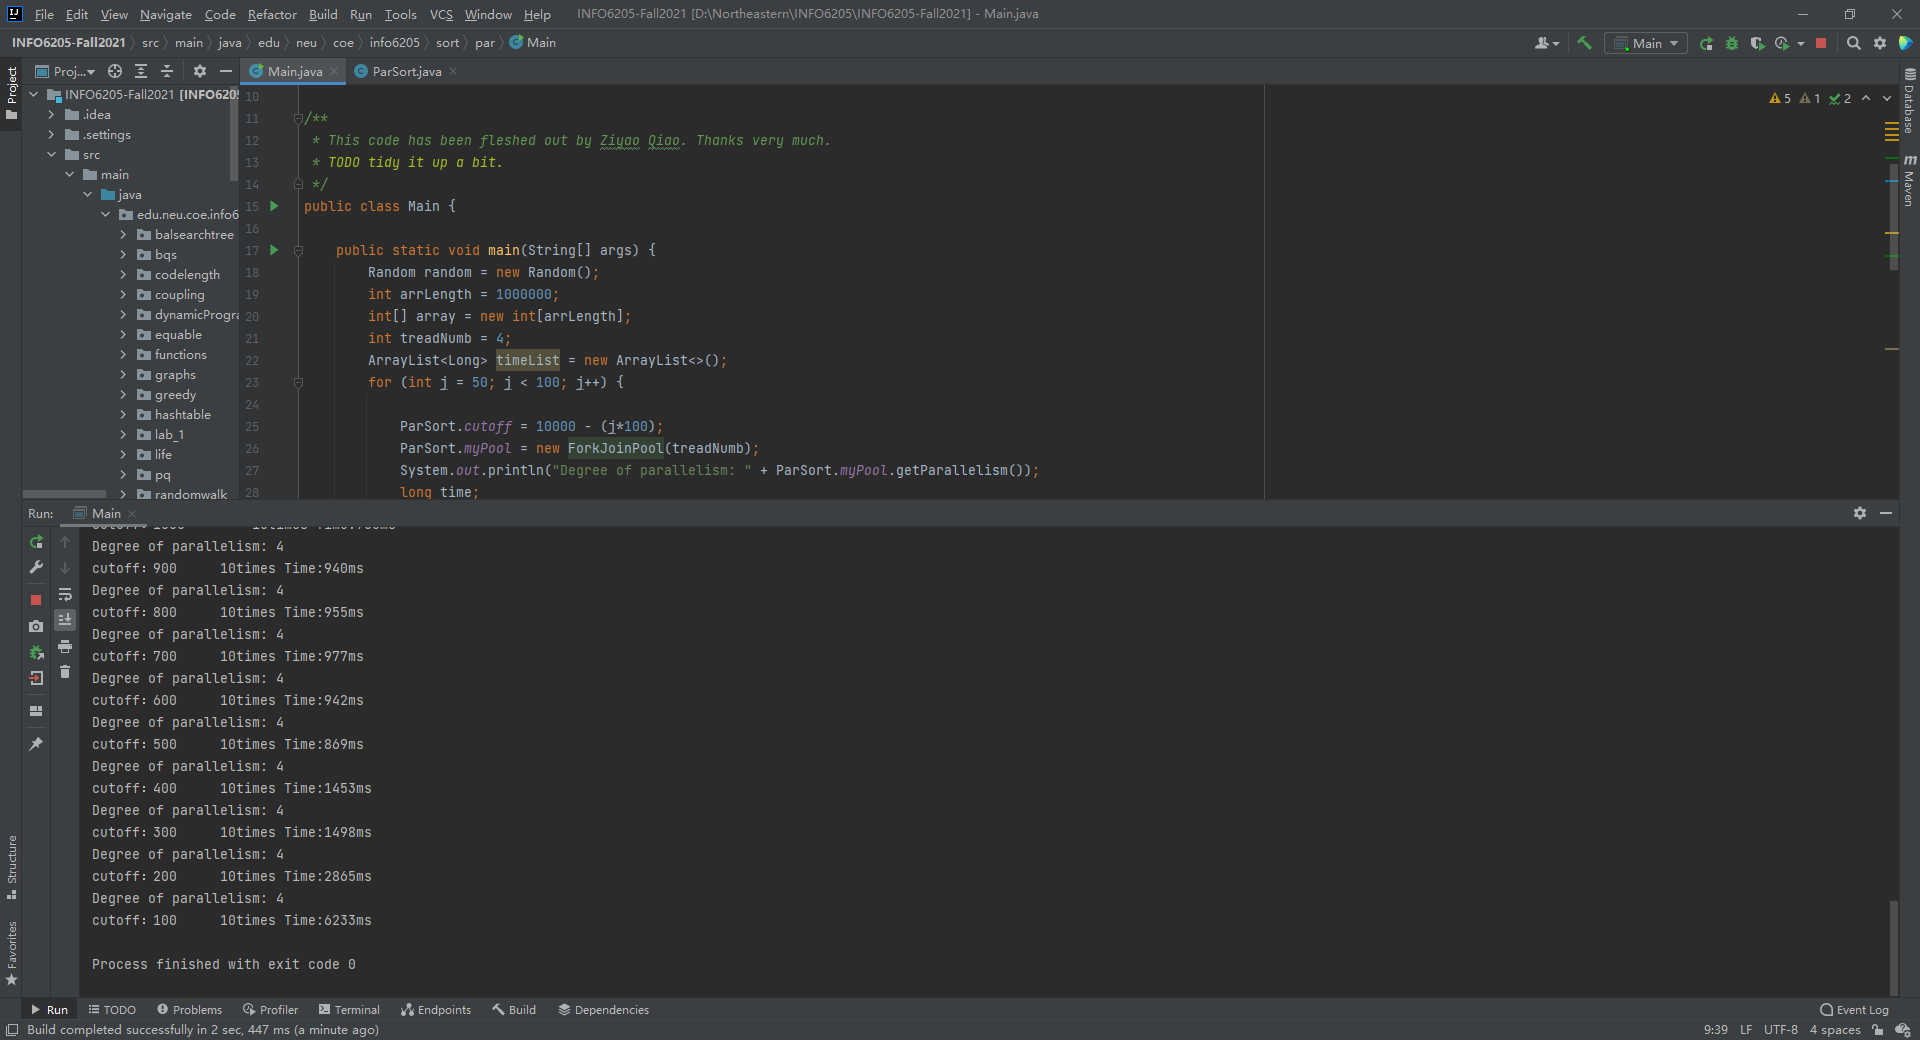 File Edit View Navigate Code Refactor Build Run Tools VCS Window Help INFO6205-Fall2021 [D:\Northeastern\INFO6205\INFO6205-Fall2021] - Main.java
INFO6205-Fall2021 src main java edu neu coe info6205 sort par Main
Main
Proj...
Main.java
ParSort.java
Project
INFO6205-Fall2021 [INFO620
.idea
.settings
src
main
java
edu.neu.coe.info6
balsearchtree
bqs
codelength
coupling
dynamicProgra
equable
functions
graphs
greedy
hashtable
lab_1
life
pq
randomwalk
10
11 /**
12 * This code has been fleshed out by Ziyao Qiao. Thanks very much.
13 * TODO tidy it up a bit.
14 */
15 public class Main {
16
17 public static void main(String[] args) {
18 Random random = new Random();
19 int arrLength = 1000000;
20 int[] array = new int[arrLength];
21 int treadNumb = 4;
22 ArrayList<Long> timeList = new ArrayList<>();
23 for (int j = 50; j < 100; j++) {
24
25 ParSort.cutoff = 10000 - (j*100);
26 ParSort.myPool = new ForkJoinPool(treadNumb);
27 System.out.println("Degree of parallelism: " + ParSort.myPool.getParallelism());
28 long time;
5 1 2
Database
Maven
Run: Main
Degree of parallelism: 4
cutoff：900 10times Time:940ms
Degree of parallelism: 4
cutoff：800 10times Time:955ms
Degree of parallelism: 4
cutoff：700 10times Time:977ms
Degree of parallelism: 4
cutoff：600 10times Time:942ms
Degree of parallelism: 4
cutoff：500 10times Time:869ms
Degree of parallelism: 4
cutoff：400 10times Time:1453ms
Degree of parallelism: 4
cutoff：300 10times Time:1498ms
Degree of parallelism: 4
cutoff：200 10times Time:2865ms
Degree of parallelism: 4
cutoff：100 10times Time:6233ms
Process finished with exit code 0
Structure
Favorites
Run TODO Problems Profiler Terminal Endpoints Build Dependencies Event Log
Build completed successfully in 2 sec, 447 ms (a minute ago) 9:39 LF UTF-8 4 spaces